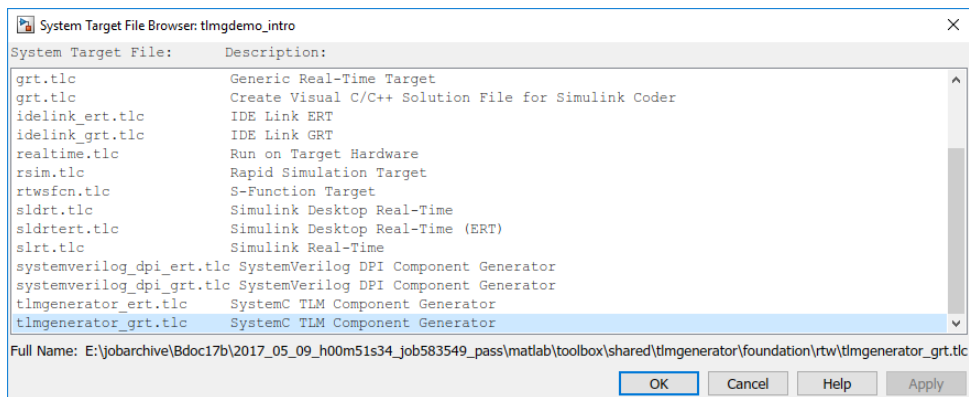 System Target File Browser: tlmgdemo_intro
System Target File: Description:
grt.tlc Generic Real-Time Target
grt.tlc Create Visual C/C++ Solution File for Simulink Coder
idelink_ert.tlc IDE Link ERT
idelink_grt.tlc IDE Link GRT
realtime.tlc Run on Target Hardware
rsim.tlc Rapid Simulation Target
rtwsfcn.tlc S-Function Target
sldrt.tlc Simulink Desktop Real-Time
sldrtert.tlc Simulink Desktop Real-Time (ERT)
slrt.tlc Simulink Real-Time
systemverilog_dpi_ert.tlc SystemVerilog DPI Component Generator
systemverilog_dpi_grt.tlc SystemVerilog DPI Component Generator
tlmgenerator_ert.tlc SystemC TLM Component Generator
tlmgenerator_grt.tlc SystemC TLM Component Generator
Full Name: E:\jobarchive\Bdoc17b\2017_05_09_h00m51s34_job583549_pass\matlab\toolbox\shared\tlmgenerator\foundation\rtw\tlmgenerator_grt.tlc
OK Cancel Help Apply